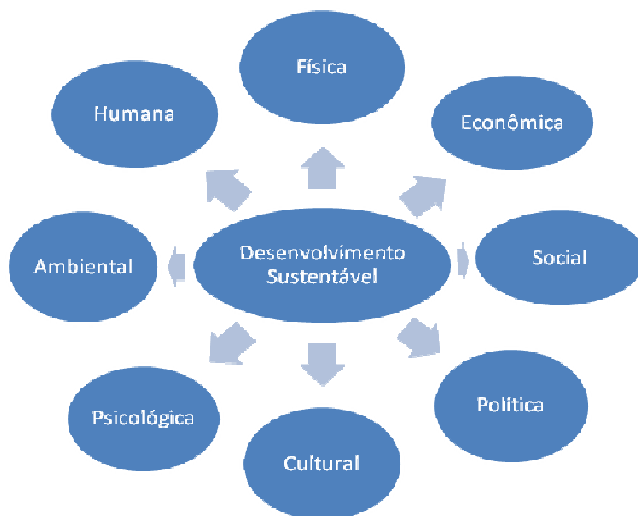 Física
Humana
Econômica
Desenvolvimento
Sustentável
Ambiental
Social
Psicológica
Política
Cultural